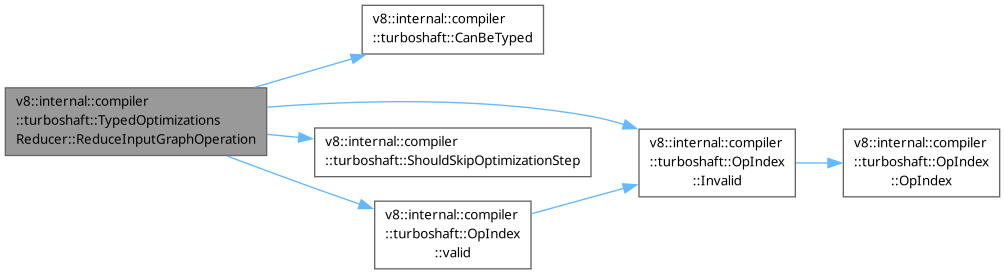 v8::internal::compiler
::turboshaft::CanBeTyped
v8::internal::compiler
::turboshaft::TypedOptimizations
Reducer::ReduceInputGraphOperation
v8::internal::compiler
::turboshaft::ShouldSkipOptimizationStep
v8::internal::compiler
::turboshaft::OpIndex
::Invalid
v8::internal::compiler
::turboshaft::OpIndex
::OpIndex
v8::internal::compiler
::turboshaft::OpIndex
::valid